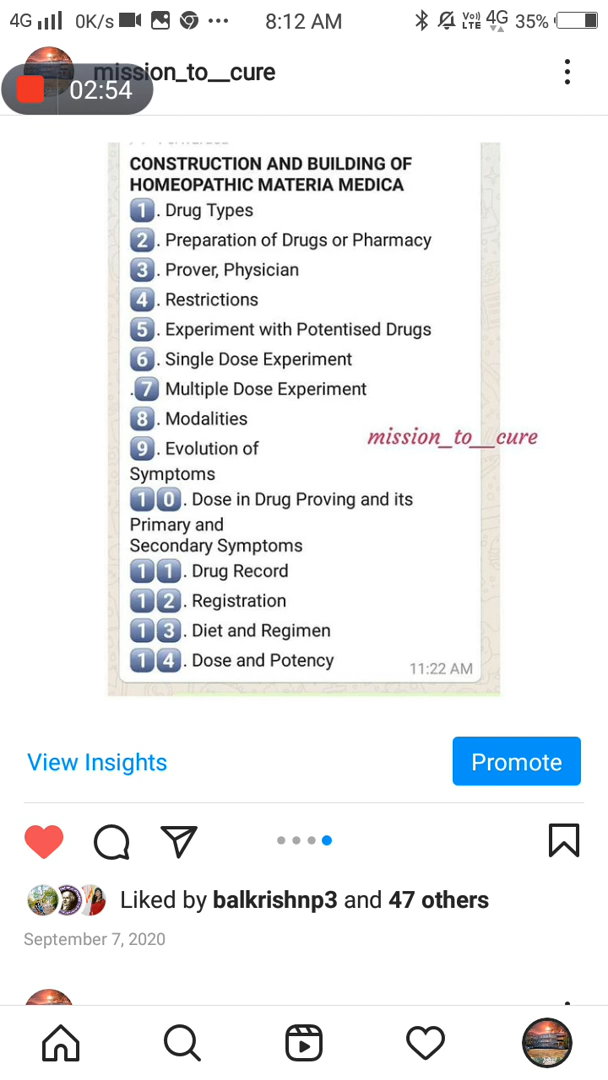 4G 0K/s 8:12 AM Vo) LTE 4G 35%
mission_to__cure
02:54
CONSTRUCTION AND BUILDING OF
HOMEOPATHIC MATERIA MEDICA
1. Drug Types
2. Preparation of Drugs or Pharmacy
3. Prover, Physician
4. Restrictions
5. Experiment with Potentised Drugs
6. Single Dose Experiment
.7 Multiple Dose Experiment
8. Modalities
mission_to__cure
9. Evolution of
Symptoms
10. Dose in Drug Proving and its
Primary and
Secondary Symptoms
11. Drug Record
12. Registration
13. Diet and Regimen
14. Dose and Potency
11:22 AM
View Insights
Promote
Liked by balkrishnp3 and 47 others
September 7, 2020